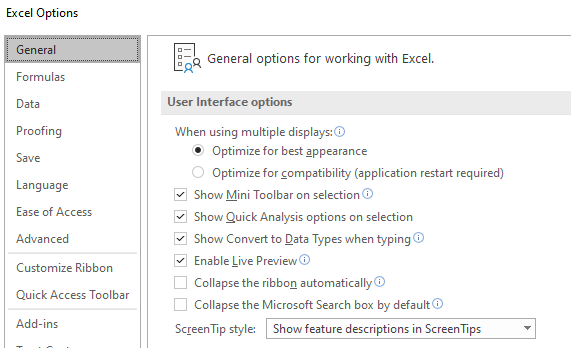 Excel Options
General
Formulas
Data
Proofing
Save
Language
Ease of Access
Advanced
Customize Ribbon
Quick Access Toolbar
Add-ins
General options for working with Excel.
User Interface options
When using multiple displays:
Optimize for best appearance
Optimize for compatibility (application restart required)
Show Mini Toolbar on selection
Show Quick Analysis options on selection
Show Convert to Data Types when typing
Enable Live Preview
Collapse the ribbon automatically
Collapse the Microsoft Search box by default
ScreenTip style: Show feature descriptions in ScreenTips